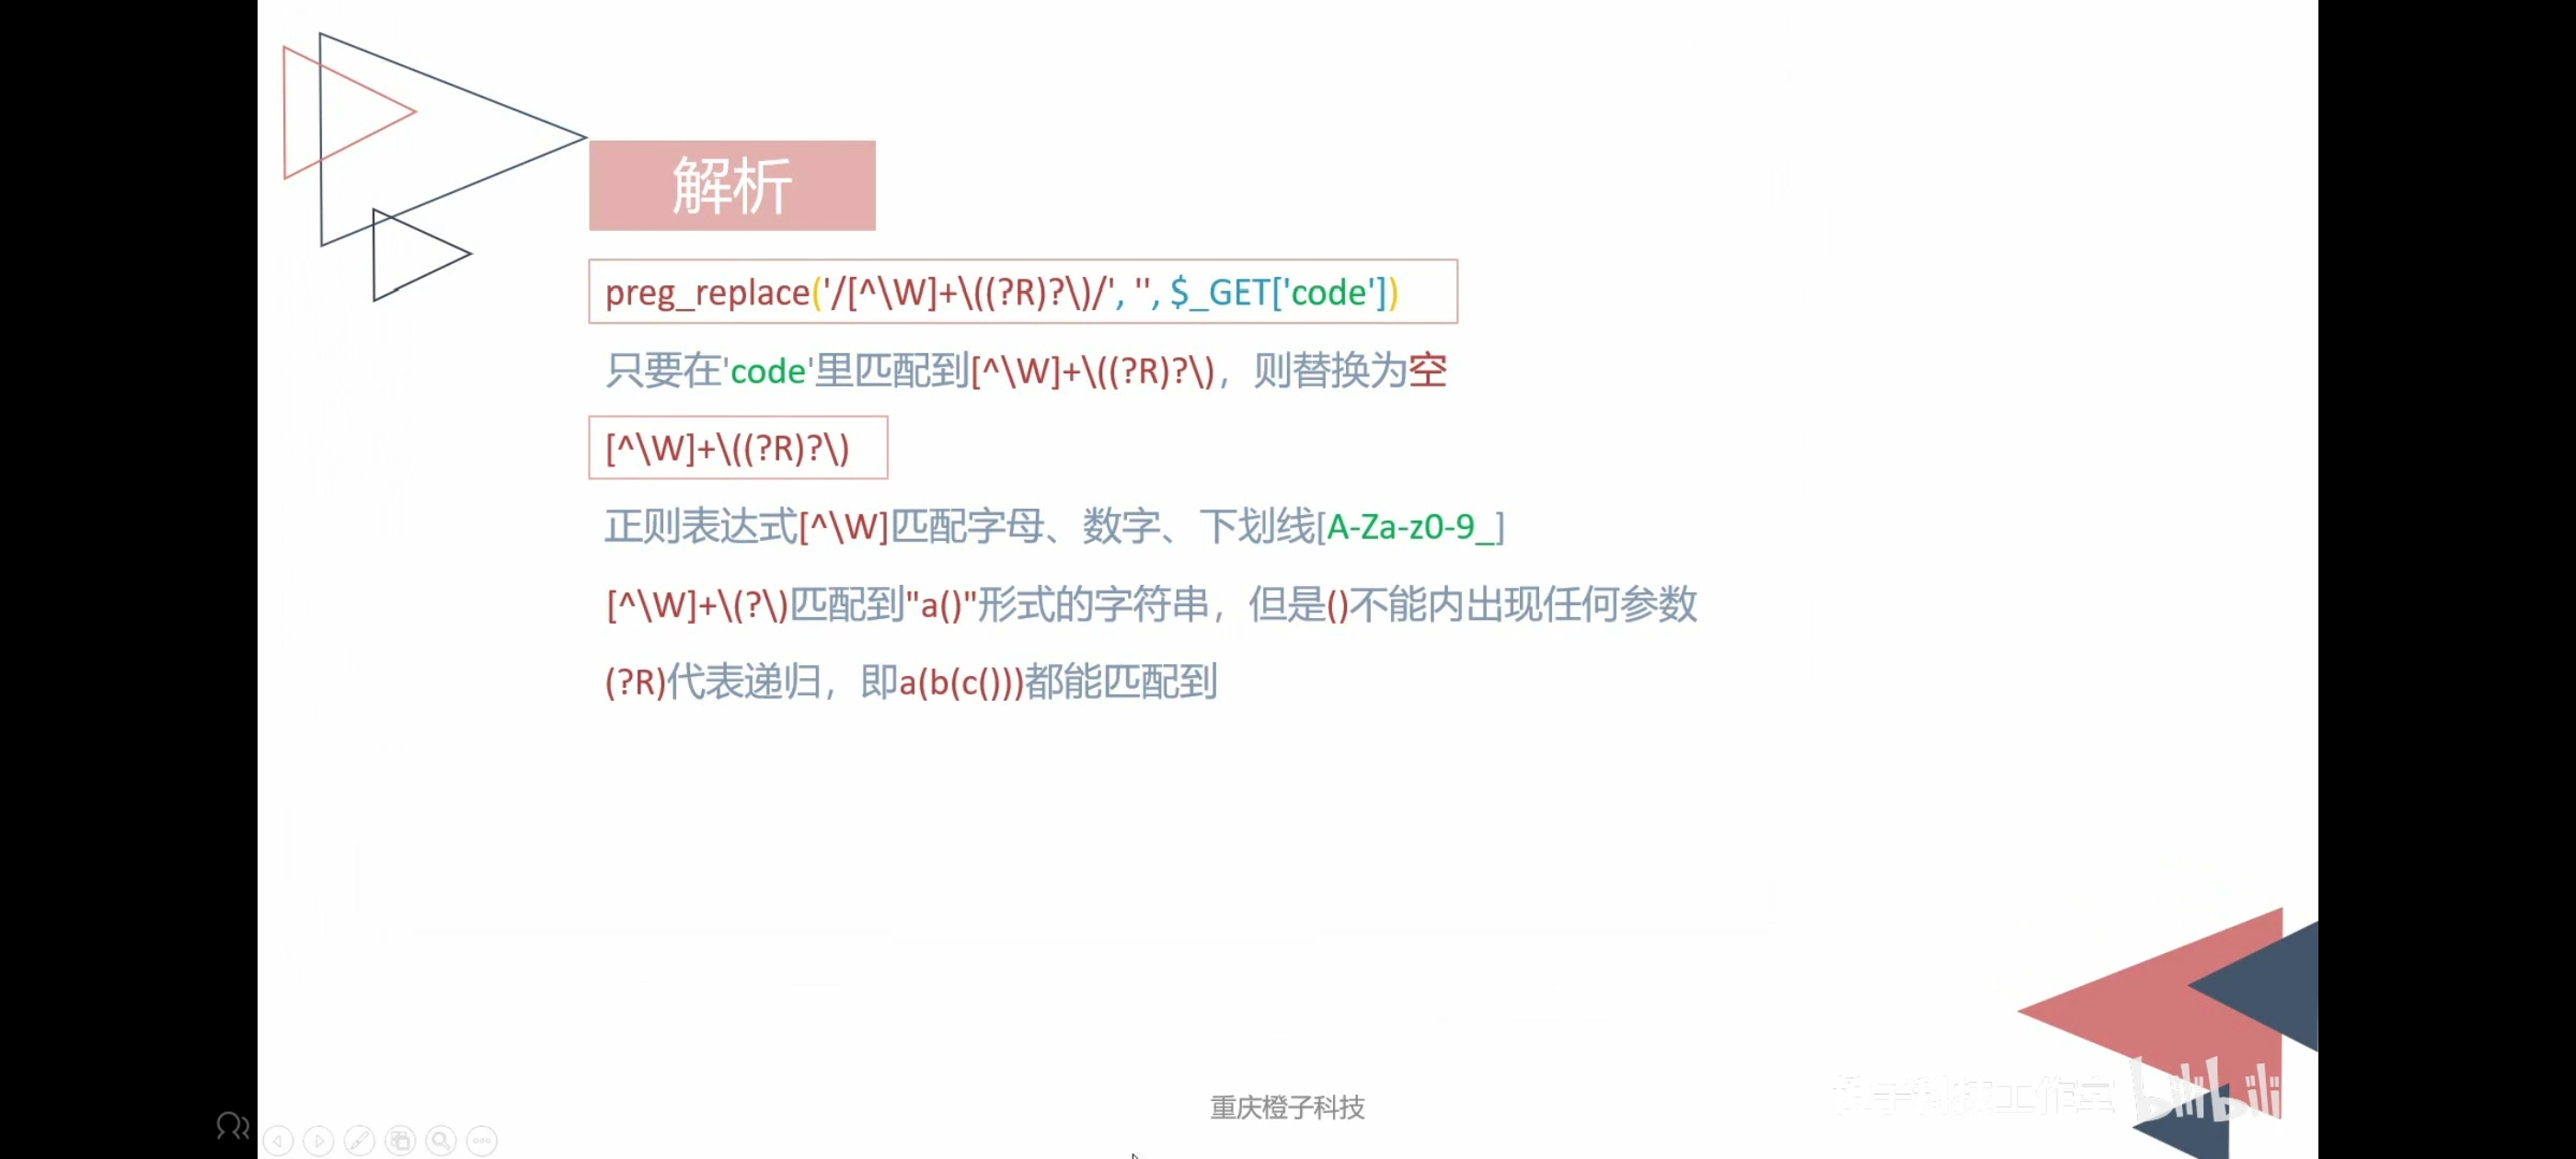 解析
preg_replace('/[^\W]+\((?R)?\)/', '', $_GET['code'])
只要在'code'里匹配到[^\W]+\((?R)?\)，则替换为空
[^\W]+\((?R)?\)
正则表达式[^\W]匹配字母、数字、下划线[A-Za-z0-9_]
[^\W]+\(?\)匹配到"a()"形式的字符串，但是()不能内出现任何参数
(?R)代表递归，即a(b(c()))都能匹配到
橙子科技工作室 bilibili
重庆橙子科技